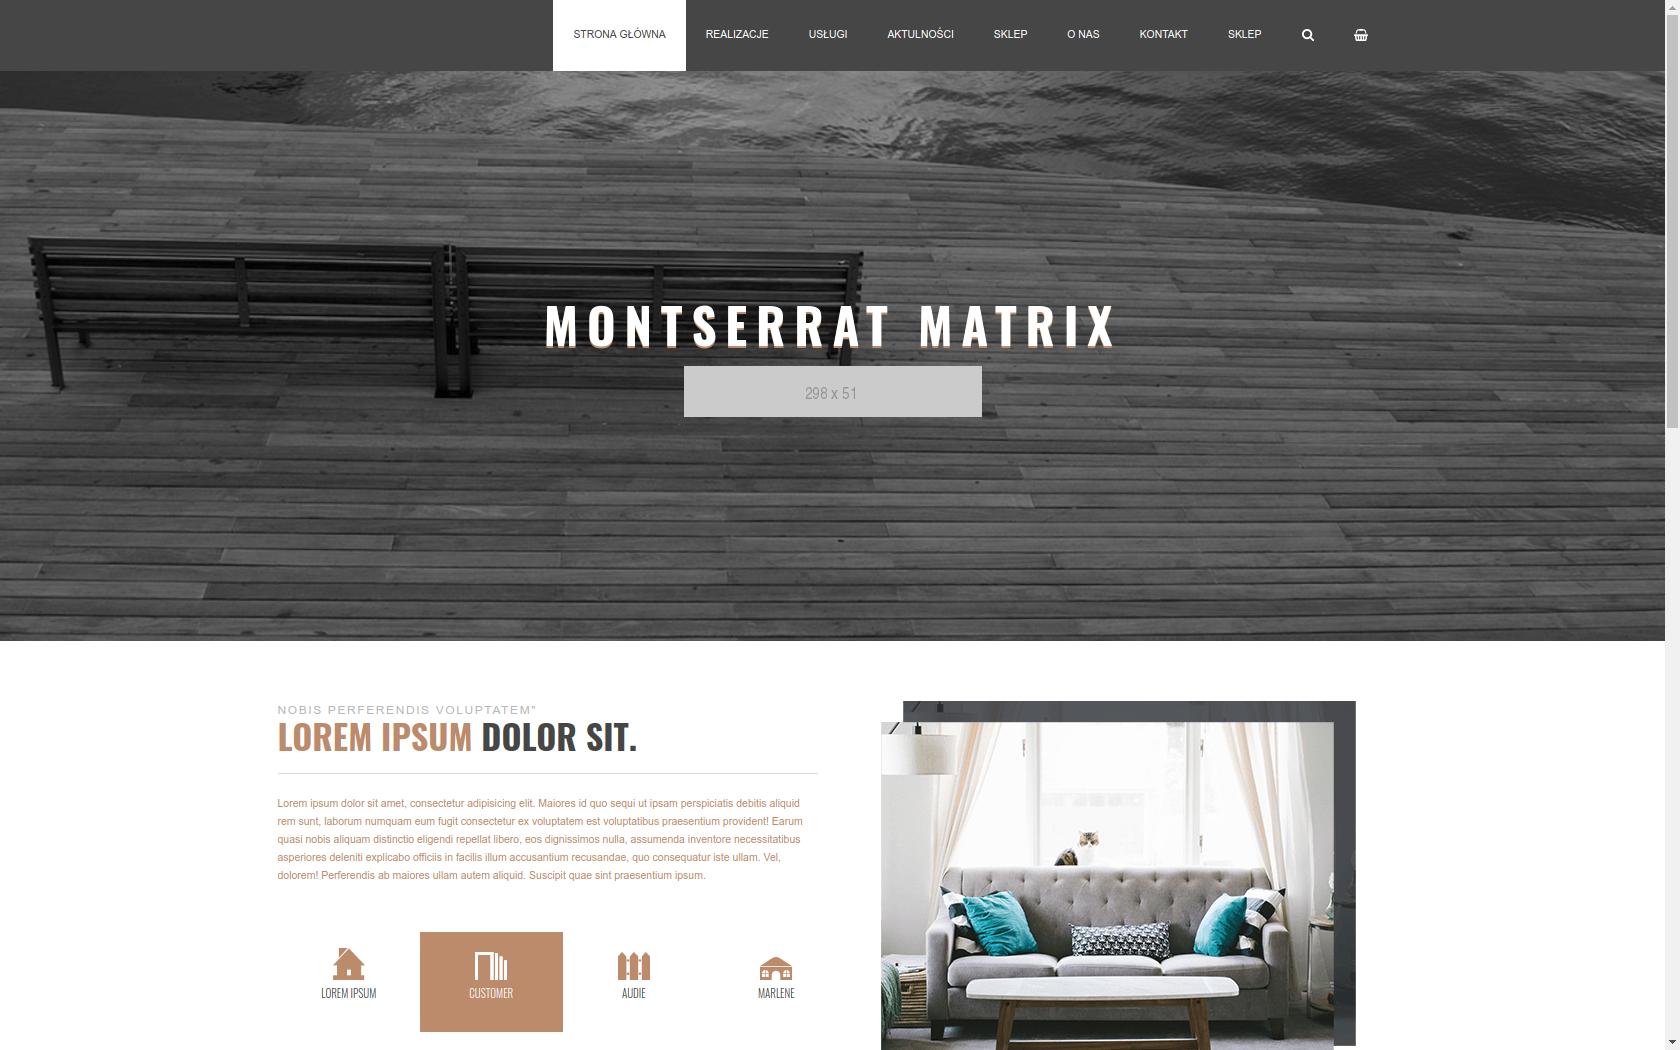 STRONA GŁÓWNA REALIZACJE USŁUGI AKTULNOŚCI SKLEP O NAS KONTAKT SKLEP
MONTSERRAT MATRIX
298 x 51
NOBIS PERFERENDIS VOLUPTATEM"
LOREM IPSUM DOLOR SIT.
Lorem ipsum dolor sit amet, consectetur adipisicing elit. Maiores id quo sequi ut ipsam perspiciatis debitis aliquid
rem sunt, laborum numquam eum fugit consectetur ex voluptatem est voluptatibus praesentium provident! Earum
quasi nobis aliquam distinctio eligendi repellat libero, eos dignissimos nulla, assumenda inventore necessitatibus
asperiores deleniti explicabo officiis in facilis illum accusantium recusandae, quo consequatur iste ullam. Vel,
dolorem! Perferendis ab maiores ullam autem aliquid. Suscipit quae sint praesentium ipsum.
LOREM IPSUM CUSTOMER AUDIE MARLENE